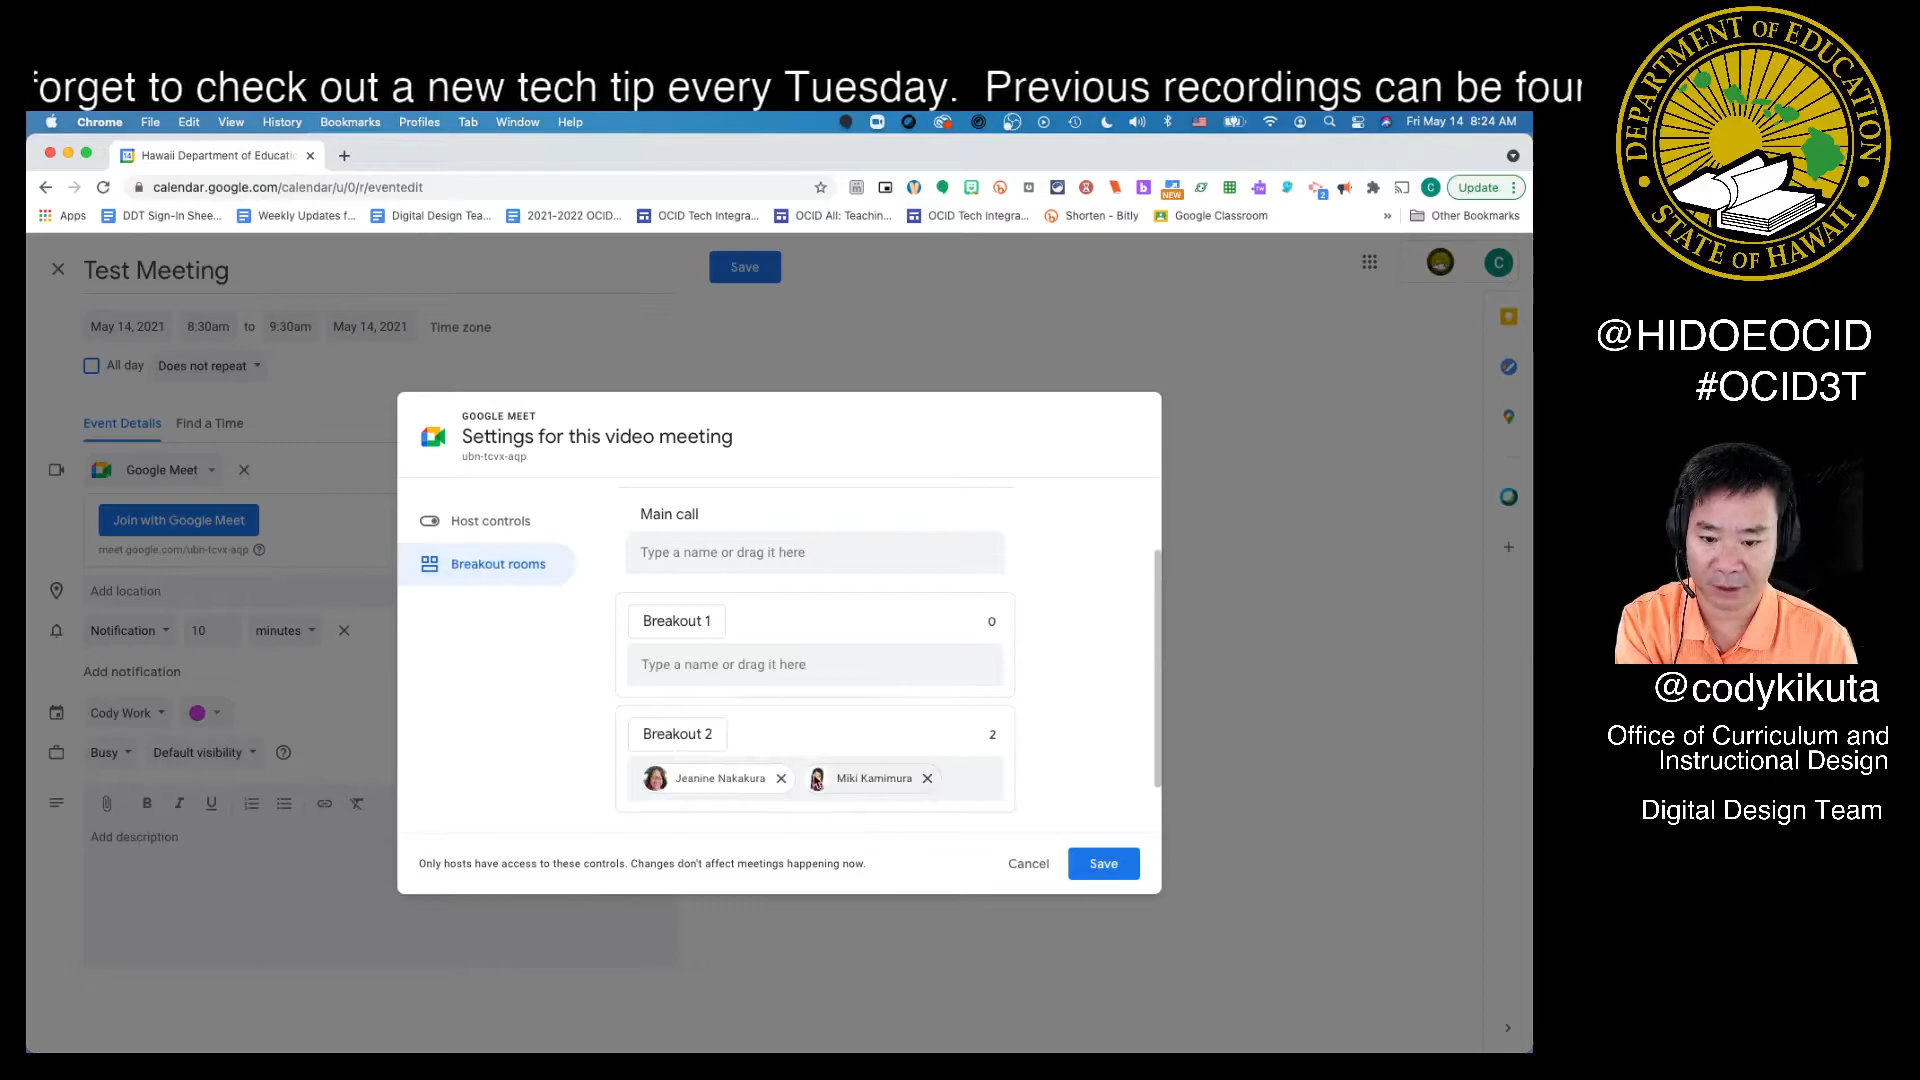 forget to check out a new tech tip every Tuesday.  Previous recordings can be four
Chrome File Edit View History Bookmarks Profiles Tab Window Help Fri May 14 8:24 AM
Hawaii Department of Educatic
calendar.google.com/calendar/u/0/r/eventedit NEW 2 C Update
Apps DDT Sign-In Shee... Weekly Updates f... Digital Design Tea... 2021-2022 OCID... OCID Tech Integra... OCID All: Teachin... OCID Tech Integra... Shorten - Bitly Google Classroom » Other Bookmarks
Test Meeting Save C
May 14, 2021 8:30am to 9:30am May 14, 2021 Time zone
All day Does not repeat
Event Details Find a Time
Google Meet
Join with Google Meet
meet.google.com/ubn-tcvx-aqp
Add location
Notification 10 minutes
Add notification
Cody Work
Busy Default visibility
B I U
Add description
GOOGLE MEET
Settings for this video meeting
ubn-tcvx-aqp
Host controls
Breakout rooms
Main call
Type a name or drag it here
Breakout 1 0
Type a name or drag it here
Breakout 2 2
Jeanine Nakakura Miki Kamimura
Only hosts have access to these controls. Changes don't affect meetings happening now. Cancel Save
DEPARTMENT OF EDUCATION
STATE OF HAWAII
@HIDOEOCID
#OCID3T
@codykikuta
Office of Curriculum and
Instructional Design
Digital Design Team